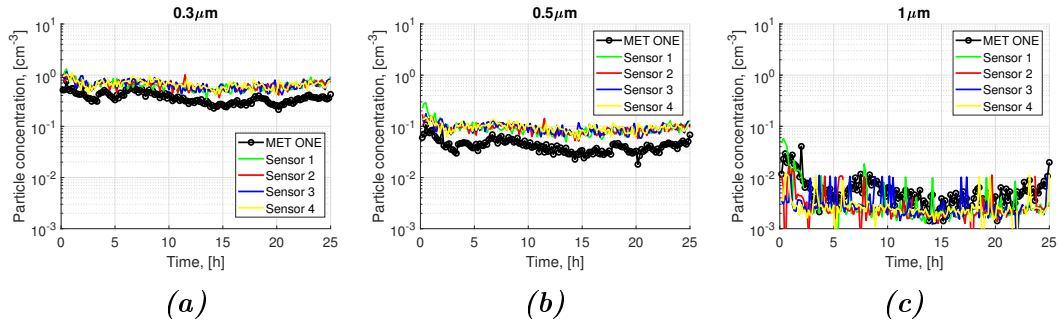 0.3μm
Particle concentration, [cm-3]
10^1
10^0
10^-1
10^-2
10^-3
MET ONE
Sensor 1
Sensor 2
Sensor 3
Sensor 4
0 5 10 15 20 25
Time, [h]
(a)
0.5μm
Particle concentration, [cm-3]
10^1
10^0
10^-1
10^-2
10^-3
MET ONE
Sensor 1
Sensor 2
Sensor 3
Sensor 4
0 5 10 15 20 25
Time, [h]
(b)
1μm
Particle concentration, [cm-3]
10^1
10^0
10^-1
10^-2
10^-3
MET ONE
Sensor 1
Sensor 2
Sensor 3
Sensor 4
0 5 10 15 20 25
Time, [h]
(c)